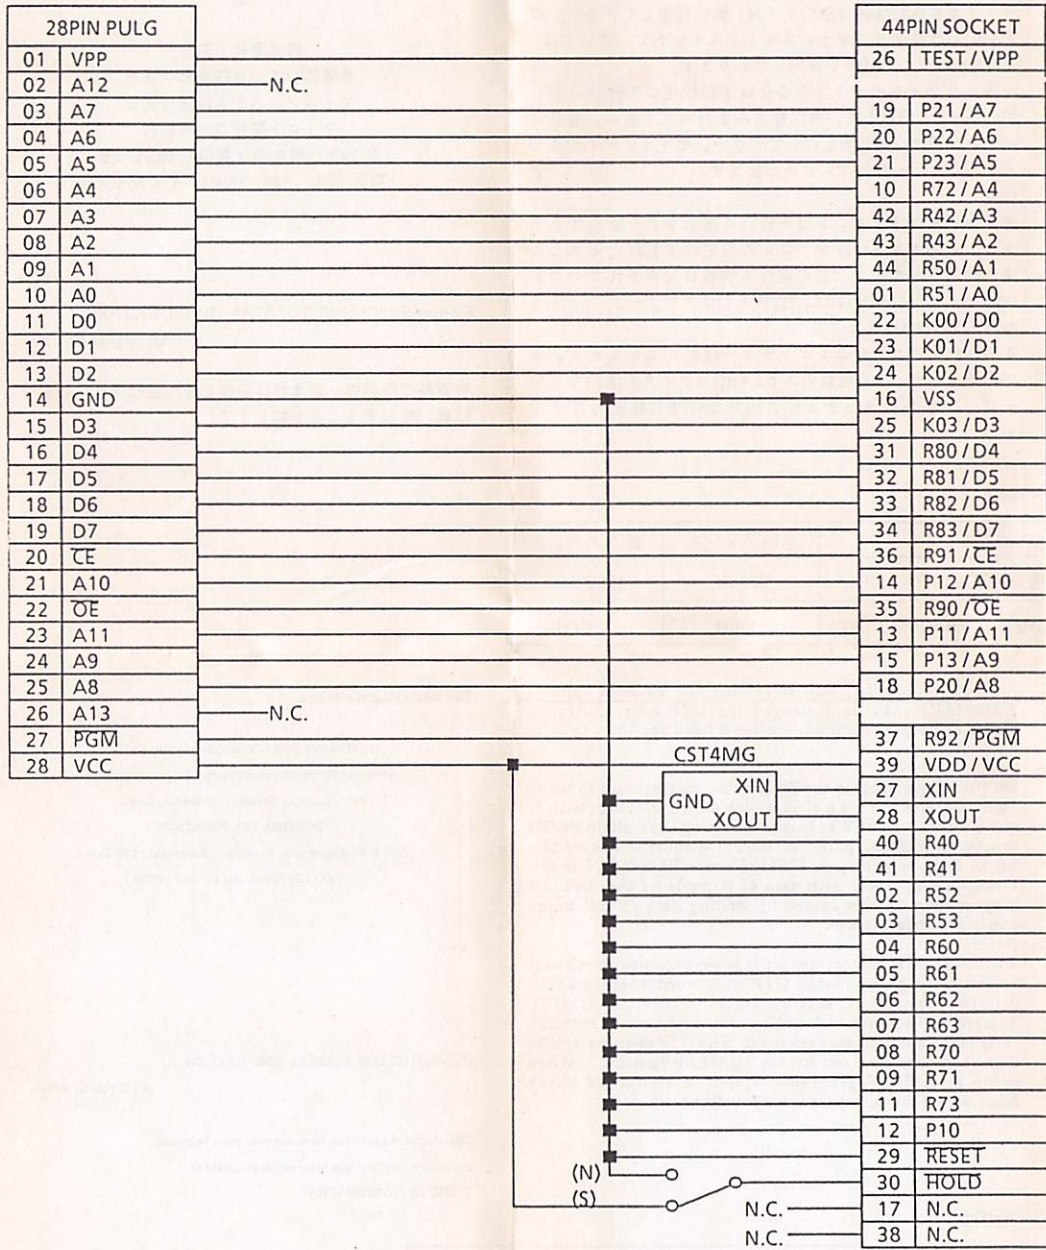 28PIN PULG
01 VPP
02 A12
03 A7
04 A6
05 A5
06 A4
07 A3
08 A2
09 A1
10 A0
11 D0
12 D1
13 D2
14 GND
15 D3
16 D4
17 D5
18 D6
19 D7
20 C̅E̅
21 A10
22 O̅E̅
23 A11
24 A9
25 A8
26 A13
27 P̅G̅M̅
28 VCC
N.C.
N.C.
CST4MG
XIN
GND
XOUT
(N)
(S)
N.C.
N.C.
44PIN SOCKET
26 TEST / VPP
19 P21 / A7
20 P22 / A6
21 P23 / A5
10 R72 / A4
42 R42 / A3
43 R43 / A2
44 R50 / A1
01 R51 / A0
22 K00 / D0
23 K01 / D1
24 K02 / D2
16 VSS
25 K03 / D3
31 R80 / D4
32 R81 / D5
33 R82 / D6
34 R83 / D7
36 R91 / C̅E̅
14 P12 / A10
35 R90 / O̅E̅
13 P11 / A11
15 P13 / A9
18 P20 / A8
37 R92 / P̅G̅M̅
39 VDD / VCC
27 XIN
28 XOUT
40 R40
41 R41
02 R52
03 R53
04 R60
05 R61
06 R62
07 R63
08 R70
09 R71
11 R73
12 P10
29 R̅E̅S̅E̅T̅
30 H̅O̅L̅D̅
17 N.C.
38 N.C.